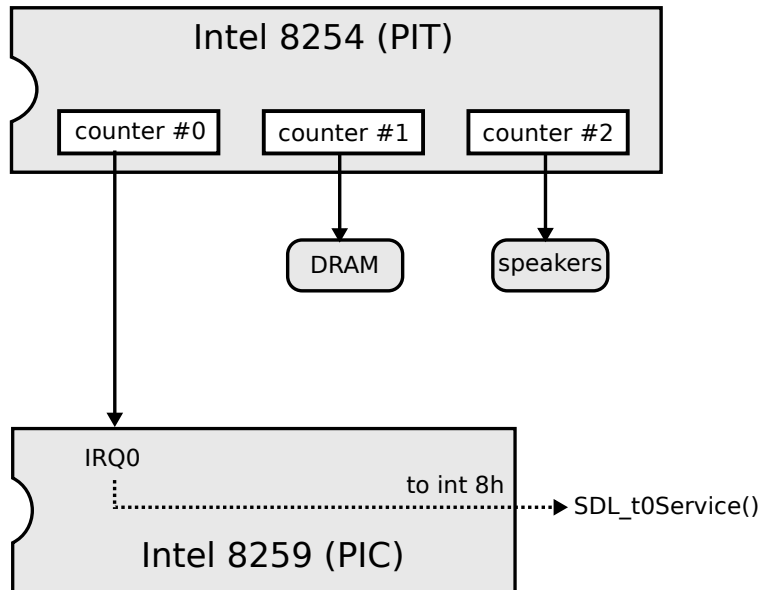 Intel 8254 (PIT)
counter #0
counter #1
counter #2
DRAM
speakers
IRQ0
to int 8h
SDL_t0Service()
Intel 8259 (PIC)